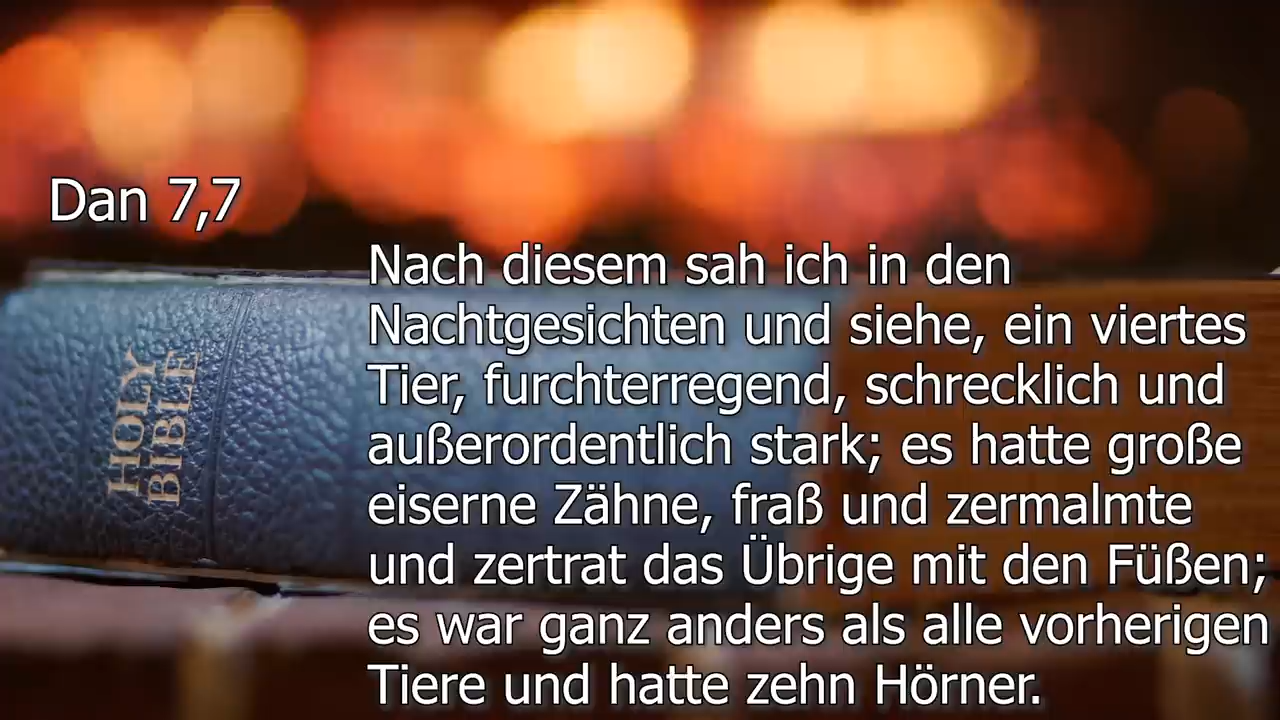 Dan 7,7
Nach diesem sah ich in den
Nachtgesichten und siehe, ein viertes
Tier, furchterregend, schrecklich und
außerordentlich stark; es hatte große
eiserne Zähne, fraß und zermalmte
und zertrat das Übrige mit den Füßen;
es war ganz anders als alle vorherigen
Tiere und hatte zehn Hörner.
HOLY
BIBLE